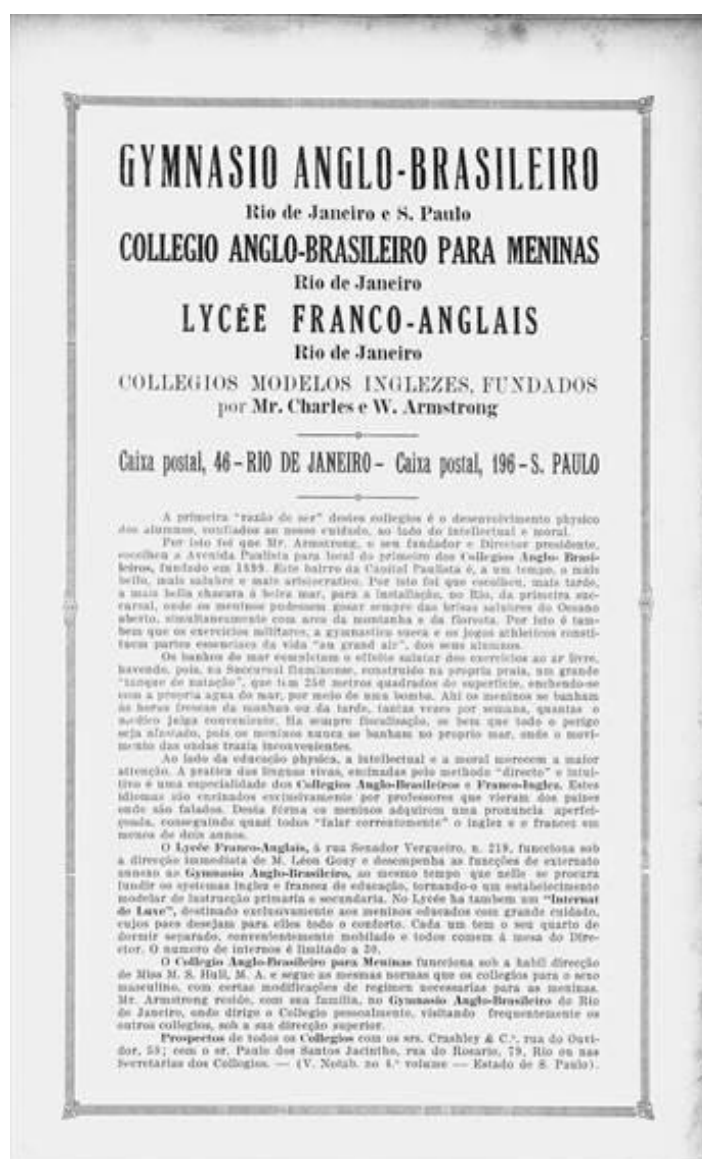 GYMNASIO ANGLO-BRASILEIRO
Rio de Janeiro e S. Paulo
COLLEGIO ANGLO-BRASILEIRO PARA MENINAS
Rio de Janeiro
LYCÉE FRANCO-ANGLAIS
Rio de Janeiro
COLLEGIOS MODELOS INGLEZES, FUNDADOS
por Mr. Charles e W. Armstrong
Caixa postal, 46 – RIO DE JANEIRO – Caixa postal, 196 – S. PAULO
A primeira "razão de ser" destes collegios é o desenvolvimento physico
dos alumnos, confiados ao nosso cuidado, ao lado do intellectual e moral.
Por isto foi que Mr. Armstrong, o seu fundador e Director presidente,
escolheu a Avenida Paulista para local do primeiro dos Collegios Anglo-Brasi-
leiros, fundado em 1899. Este bairro da Capital Paulista é, a um tempo, o mais
bello, mais salubre e mais aristocratico. Por isto foi que escolheu, mais tarde,
a mais bella chacara á beira mar, para a installação, no Rio, da primeira suc-
cursal, onde os meninos pudessem gosar sempre das brisas salutares do Oceano
aberto, simultaneamente com ares da montanha e da floresta. Por isto é tam-
bem que os exercicios militares, a gymnastica sueca e os jogos athleticos consti-
tuem partes essenciaes da vida "au grand air", dos seus alumnos.
Os banhos de mar completam o effeito salutar dos exercicios ao ar livre,
havendo, pois, na Succursal fluminense, construido na propria praia, um grande
"tanque de natação", que tem 250 metros quadrados de superficie, enchendo-se
com a propria agua do mar, por meio de uma bomba. Ahi os meninos se banham
ás horas frescas da manhan ou da tarde, tantas vezes por semana, quantas o
medico julga conveniente. Ha sempre fiscalisação, se bem que todo o perigo
seja afastado, pois os meninos nunca se banham no proprio mar, onde o movi-
mento das ondas trazia inconvenientes.
Ao lado da educação physica, a intellectual e a moral merecem a maior
attenção. A pratica das linguas vivas, ensinadas pelo methodo "directo" e intui-
tivo é uma especialidade dos Collegios Anglo-Brasileiros e Franco-Inglez. Estes
idiomas são ensinados exclusivamente por professores que vieram dos paizes
onde são falados. Desta fórma os meninos adquirem uma pronuncia aperfei-
çoada, conseguindo quasi todos "falar correntemente" o inglez e o francez em
menos de dois annos.
O Lycée Franco-Anglais, á rua Senador Vergueiro, n. 219, funcciona sob
a direcção immediata de M. Léon Gouy e desempenha as funcções de externato
annexo ao Gymnasio Anglo-Brasileiro, ao mesmo tempo que nelle se procura
fundir os systemas inglez e francez de educação, tornando-o um estabelecimento
modelar de instrucção primaria e secundaria. No Lycée ha tambem um "Internat
de Luxe", destinado exclusivamente aos meninos educados com grande cuidado,
cujos paes desejam para elles todo o conforto. Cada um tem o seu quarto de
dormir separado, convenientemente mobilado e todos comem á mesa do Dire-
ctor. O numero de internos é limitado a 20.
O Collegio Anglo-Brasileiro para Meninas funcciona sob a habil direcção
de Miss M. S. Hull, M. A. e segue as mesmas normas que os collegios para o sexo
masculino, com certas modificações de regimen necessarias para as meninas.
Mr. Armstrong reside, com sua familia, no Gymnasio Anglo-Brasileiro do Rio
de Janeiro, onde dirige o Collegio pessoalmente, visitando frequentemente os
outros collegios, sob a sua direcção superior.
Prospectos de todos os Collegios com os srs. Crashley & C.ª, rua do Ouvi-
dor, 58; com o sr. Paulo dos Santos Jacintho, rua do Rosario, 79, Rio ou nas
Secretarias dos Collegios. — (V. Notab. no 4.º volume — Estado de S. Paulo).